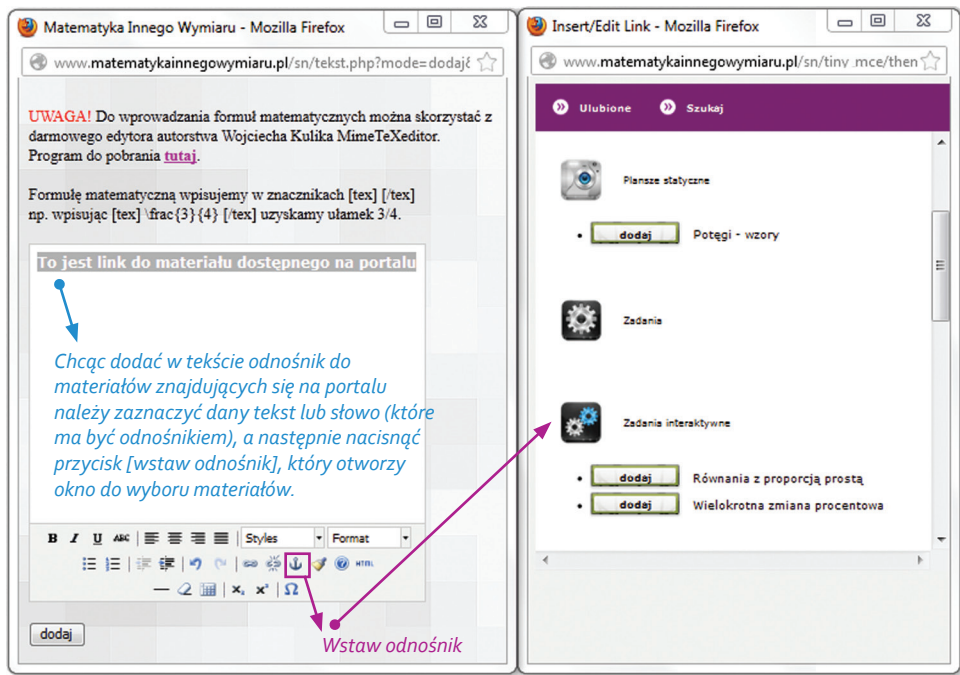 Matematyka Innego Wymiaru - Mozilla Firefox
www.matematykainnegowymiaru.pl/sn/tekst.php?mode=dodaj&
UWAGA! Do wprowadzania formuł matematycznych można skorzystać z
darmowego edytora autorstwa Wojciecha Kulika MimeTeXeditor.
Program do pobrania tutaj.
Formułę matematyczną wpisujemy w znacznikach [tex] [/tex]
np. wpisując [tex] \frac{3}{4} [/tex] uzyskamy ułamek 3/4.
To jest link do materiału dostępnego na portalu
Chcąc dodać w tekście odnośnik do
materiałów znajdujących się na portalu
należy zaznaczyć dany tekst lub słowo (które
ma być odnośnikiem), a następnie nacisnąć
przycisk [wstaw odnośnik], który otworzy
okno do wyboru materiałów.
B I U ABC Styles Format
HTML
x₂ x² Ω
dodaj
Wstaw odnośnik
Insert/Edit Link - Mozilla Firefox
www.matematykainnegowymiaru.pl/sn/tiny_mce/then
Ulubione Szukaj
Plansze statyczne
dodaj Potęgi - wzory
Zadania
Zadania interaktywne
dodaj Równania z proporcją prostą
dodaj Wielokrotna zmiana procentowa